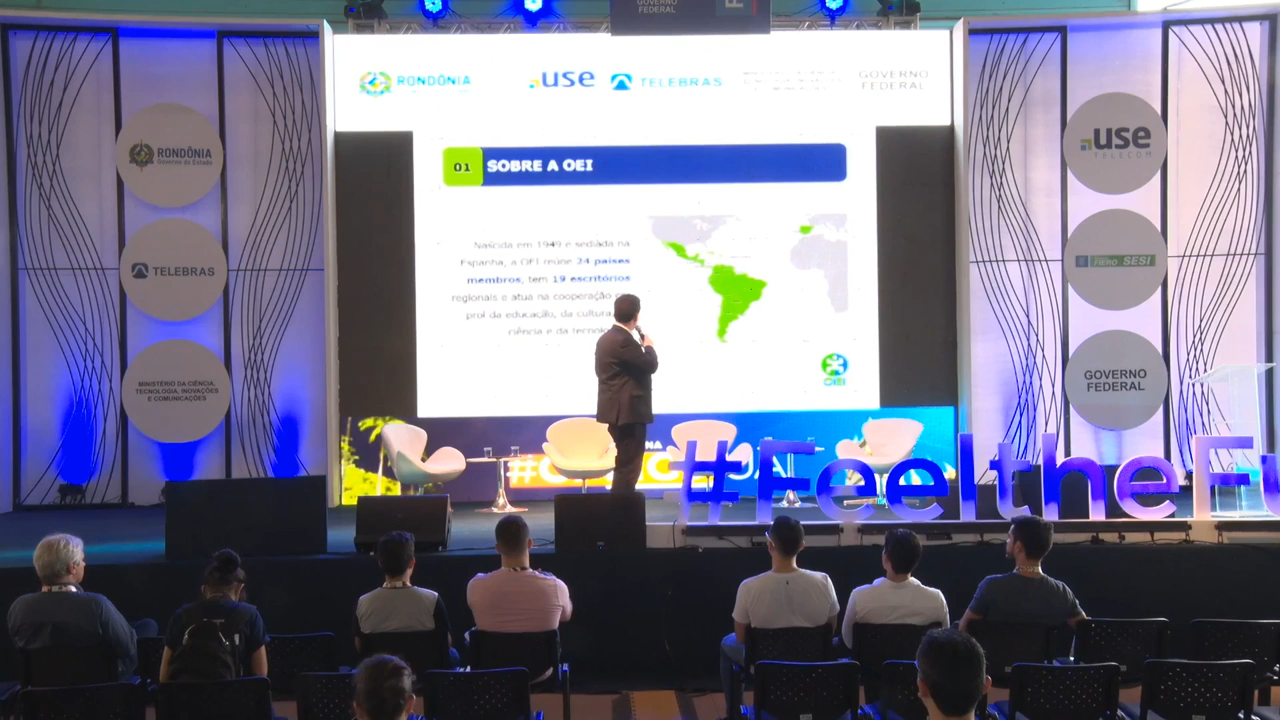 GOVERNO
FEDERAL
RONDÔNIA
USE
TELEBRAS
GOVERNO
FEDERAL
01 SOBRE A OEI
Nascida em 1949 e sediada na
Espanha, a OEI reúne 24 países
membros, tem 19 escritórios
regionais e atua na cooperação
prol da educação, da cultura,
ciência e da
OEI
RONDÔNIA
Governo do Estado
TELEBRAS
MINISTÉRIO DA CIÊNCIA,
TECNOLOGIA, INOVAÇÕES
E COMUNICAÇÕES
USE
TELECOM
FIERO SESI
GOVERNO
FEDERAL
NA
#FeeltheFu